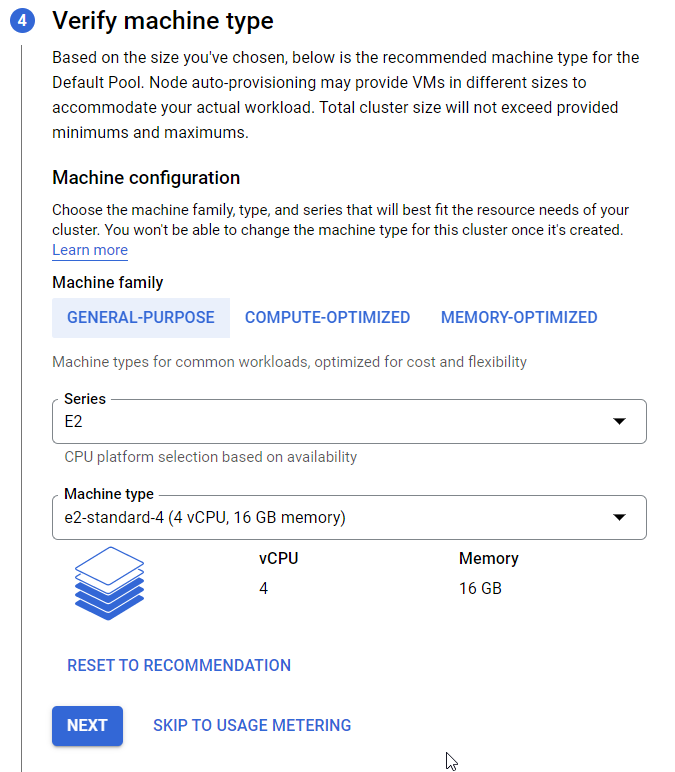 4 Verify machine type
Based on the size you've chosen, below is the recommended machine type for the
Default Pool. Node auto-provisioning may provide VMs in different sizes to
accommodate your actual workload. Total cluster size will not exceed provided
minimums and maximums.
Machine configuration
Choose the machine family, type, and series that will best fit the resource needs of your
cluster. You won't be able to change the machine type for this cluster once it's created.
Learn more
Machine family
GENERAL-PURPOSE COMPUTE-OPTIMIZED MEMORY-OPTIMIZED
Machine types for common workloads, optimized for cost and flexibility
Series
E2
CPU platform selection based on availability
Machine type
e2-standard-4 (4 vCPU, 16 GB memory)
vCPU Memory
4 16 GB
RESET TO RECOMMENDATION
NEXT SKIP TO USAGE METERING